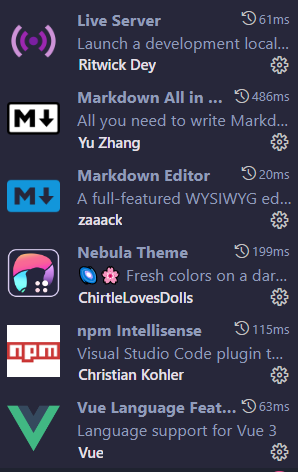 Live Server 61ms
Launch a development local...
Ritwick Dey
Markdown All in ... 486ms
All you need to write Markd...
Yu Zhang
Markdown Editor 20ms
A full-featured WYSIWYG ed...
zaaack
Nebula Theme 199ms
🌌 🌸 Fresh colors on a dar...
ChirtleLovesDolls
npm Intellisense 115ms
Visual Studio Code plugin t...
npm
Christian Kohler
Vue Language Feat... 63ms
Language support for Vue 3
Vue